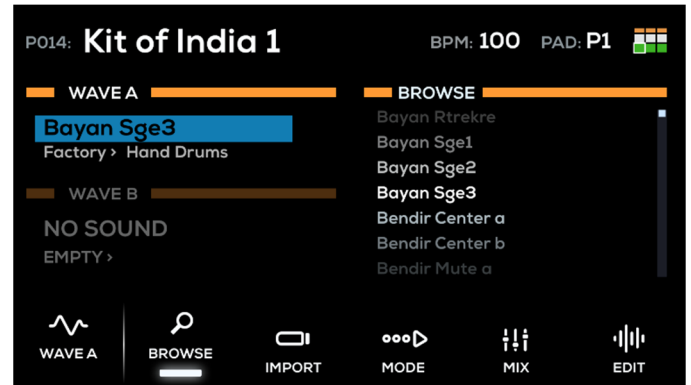 P014: Kit of India 1
BPM: 100 PAD: P1
WAVE A
Bayan Sge3
Factory > Hand Drums
WAVE B
NO SOUND
EMPTY >
BROWSE
Bayan Rtrekre
Bayan Sge1
Bayan Sge2
Bayan Sge3
Bendir Center a
Bendir Center b
Bendir Mute a
WAVE A
BROWSE
IMPORT
MODE
MIX
EDIT